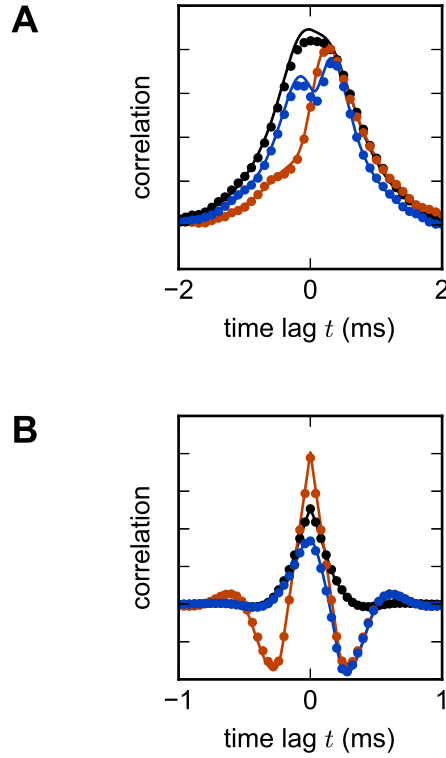 A
correlation
−2 0 2
time lag t (ms)
B
correlation
−1 0 1
time lag t (ms)